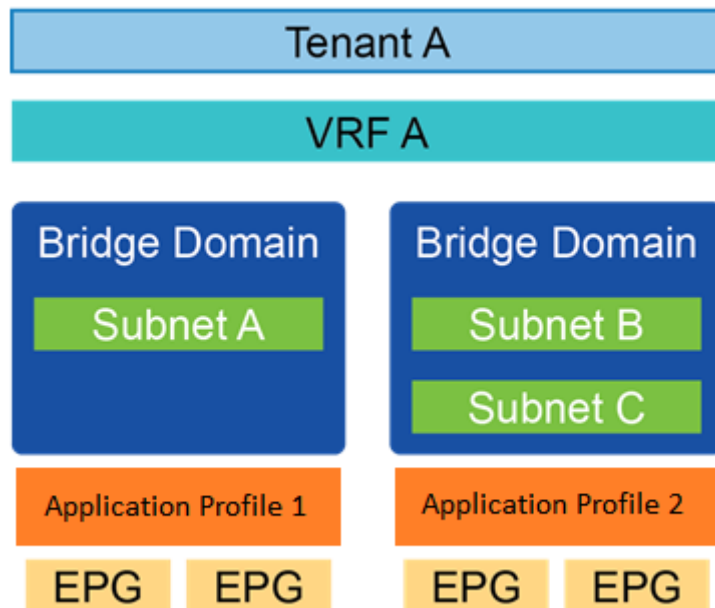 Tenant A
VRF A
Bridge Domain
Subnet A
Bridge Domain
Subnet B
Subnet C
Application Profile 1
Application Profile 2
EPG
EPG
EPG
EPG